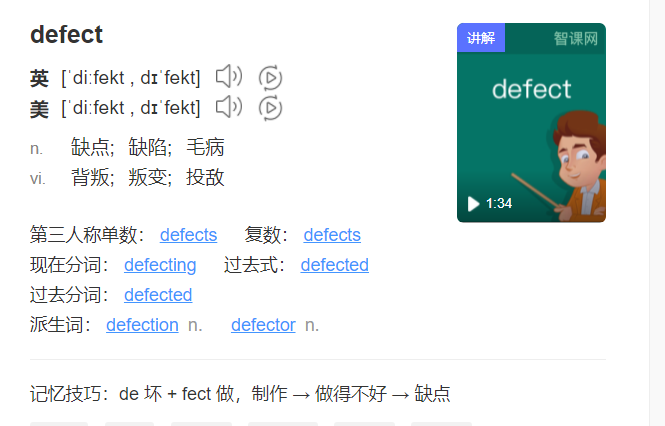 defect
讲解
智课网
defect
1:34
英 [ˈdiːfekt , dɪˈfekt]
美 [ˈdiːfekt , dɪˈfekt]
n. 缺点； 缺陷； 毛病
vi. 背叛； 叛变； 投敌
第三人称单数： defects 复数： defects
现在分词： defecting 过去式： defected
过去分词： defected
派生词： defection n. defector n.
记忆技巧：de 坏 + fect 做，制作 → 做得不好 → 缺点